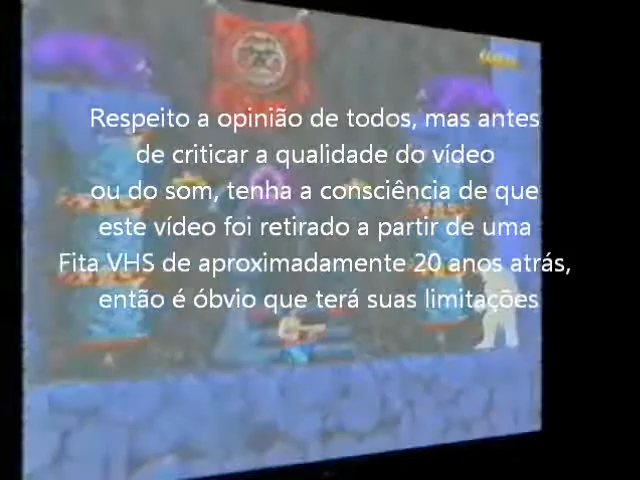 Respeito a opinião de todos, mas antes
de criticar a qualidade do vídeo
ou do som, tenha a consciência de que
este vídeo foi retirado a partir de uma
Fita VHS de aproximadamente 20 anos atrás,
então é óbvio que terá suas limitações